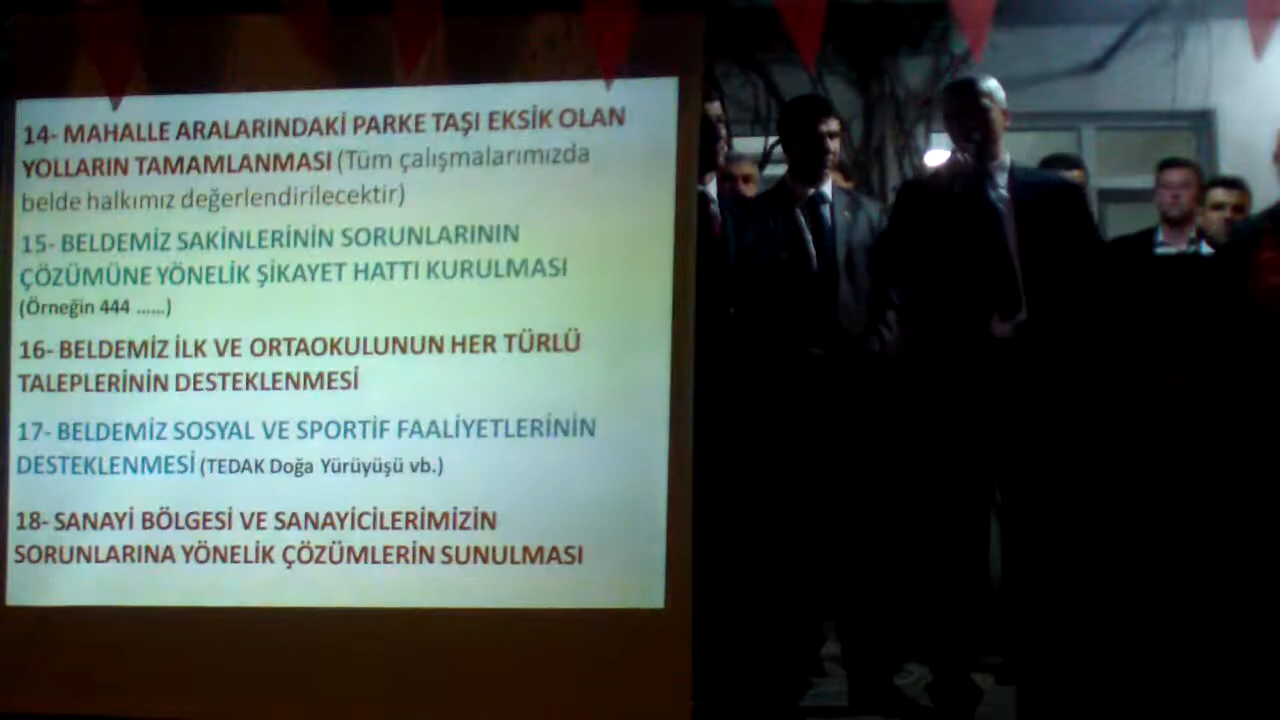 14- MAHALLE ARALARINDAKİ PARKE TAŞI EKSİK OLAN
YOLLARIN TAMAMLANMASI (Tüm çalışmalarımızda
belde halkımız değerlendirilecektir)
15- BELDEMİZ SAKİNLERİNİN SORUNLARININ
ÇÖZÜMÜNE YÖNELİK ŞİKAYET HATTI KURULMASI
(Örneğin 444 ......)
16- BELDEMİZ İLK VE ORTAOKULUNUN HER TÜRLÜ
TALEPLERİNİN DESTEKLENMESİ
17- BELDEMİZ SOSYAL VE SPORTİF FAALİYETLERİNİN
DESTEKLENMESİ (TEDAK Doğa Yürüyüşü vb.)
18- SANAYİ BÖLGESİ VE SANAYİCİLERİMİZİN
SORUNLARINA YÖNELİK ÇÖZÜMLERİN SUNULMASI